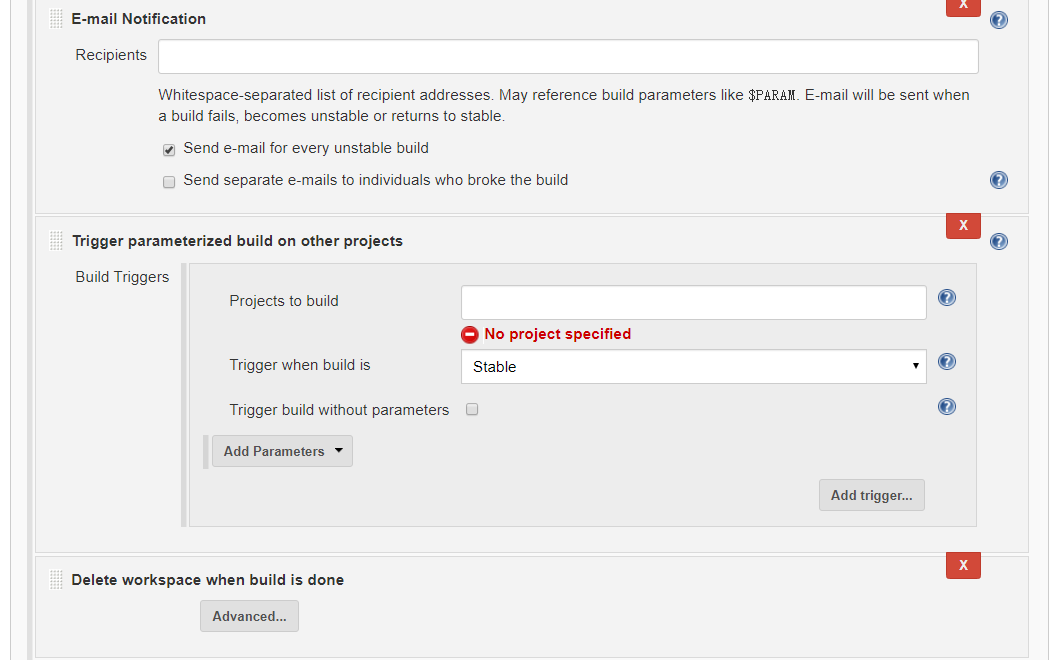 E-mail Notification
X
?
Recipients
Whitespace-separated list of recipient addresses. May reference build parameters like $PARAM. E-mail will be sent when
a build fails, becomes unstable or returns to stable.
Send e-mail for every unstable build
Send separate e-mails to individuals who broke the build
?
Trigger parameterized build on other projects
X
?
Build Triggers
Projects to build
?
No project specified
Trigger when build is
Stable
?
Trigger build without parameters
?
Add Parameters
Add trigger...
Delete workspace when build is done
X
Advanced...